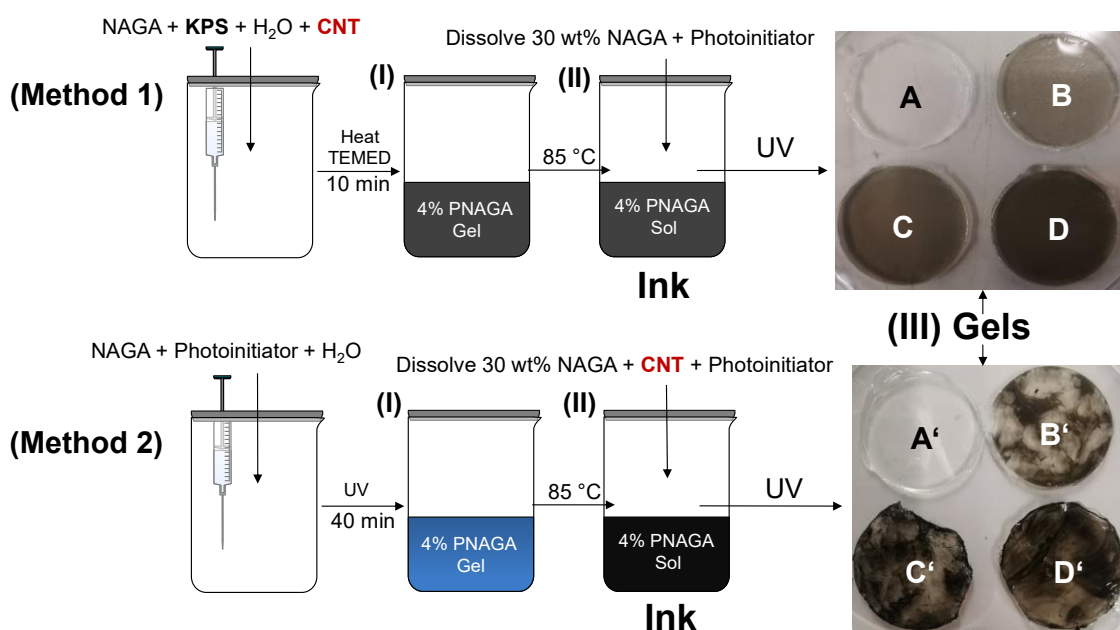 NAGA + KPS + H₂O + CNT
(Method 1)
Heat
TEMED
10 min
(I)
4% PNAGA
Gel
85 °C
Dissolve 30 wt% NAGA + Photoinitiator
(II)
4% PNAGA
Sol
Ink
UV
A
B
C
D
(III) Gels
NAGA + Photoinitiator + H₂O
(Method 2)
UV
40 min
(I)
4% PNAGA
Gel
85 °C
Dissolve 30 wt% NAGA + CNT + Photoinitiator
(II)
4% PNAGA
Sol
Ink
UV
A‘
B‘
C‘
D‘